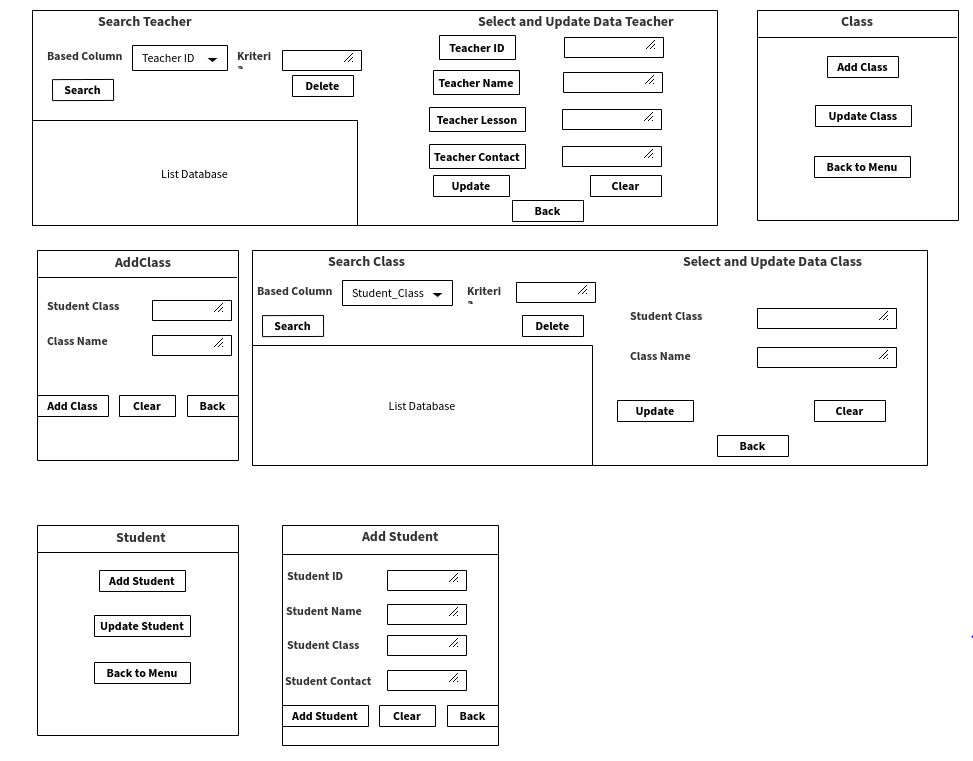 Search Teacher
Based Column
Teacher ID
Kriteri
a
Search
Delete
List Database
Select and Update Data Teacher
Teacher ID
Teacher Name
Teacher Lesson
Teacher Contact
Update
Clear
Back
Class
Add Class
Update Class
Back to Menu
AddClass
Student Class
Class Name
Add Class
Clear
Back
Search Class
Based Column
Student_Class
Kriteri
a
Search
Delete
List Database
Select and Update Data Class
Student Class
Class Name
Update
Clear
Back
Student
Add Student
Update Student
Back to Menu
Add Student
Student ID
Student Name
Student Class
Student Contact
Add Student
Clear
Back